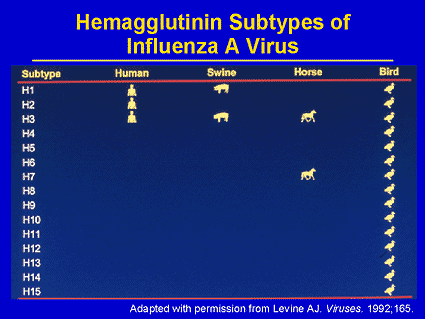 Hemagglutinin Subtypes of
Influenza A Virus
Subtype Human Swine Horse Bird
H1
H2
H3
H4
H5
H6
H7
H8
H9
H10
H11
H12
H13
H14
H15
Adapted with permission from Levine AJ. Viruses. 1992;165.